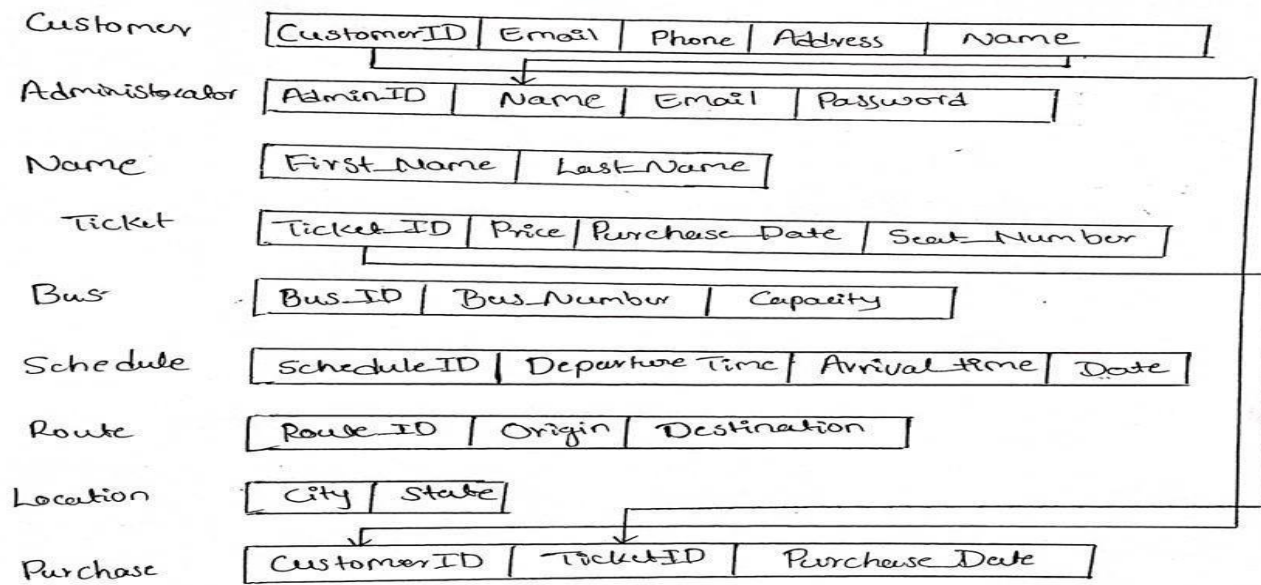 Customer CustomerID Email Phone Address Name
Administrator AdminID Name Email Password
Name First_Name Last_Name
Ticket Ticket_ID Price Purchase_Date Seat_Number
Bus Bus_ID Bus_Number Capacity
Schedule ScheduleID Departure Time Arrival time Date
Route Route_ID Origin Destination
Location City State
Purchase CustomerID TicketID Purchase_Date